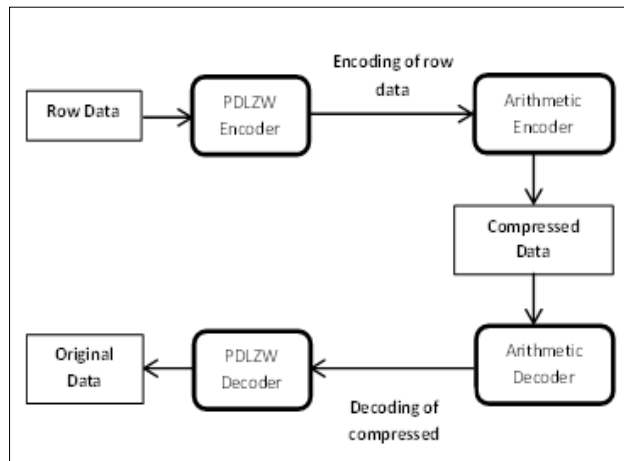 Row Data
PDLZW
Encoder
Encoding of row
data
Arithmetic
Encoder
Compressed
Data
Original
Data
PDLZW
Decoder
Decoding of
compressed
Arithmetic
Decoder